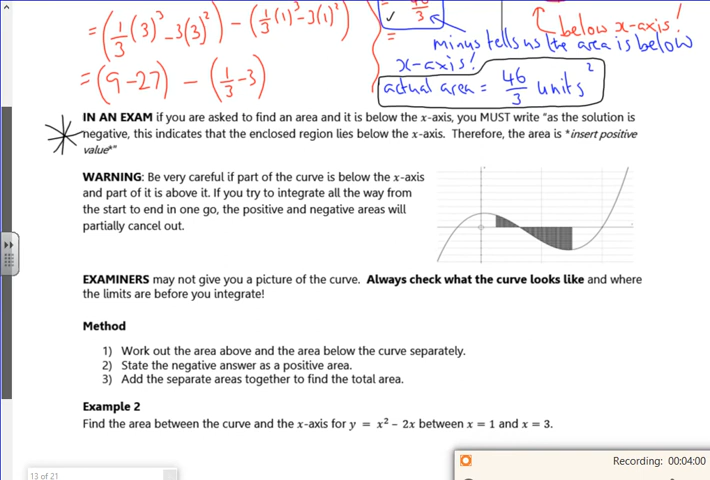 = (1/3 (3)³ - 3(3)²) - (1/3 (1)³ - 3(1)²)
= (9 - 27) - (1/3 - 3)
=
below x-axis!
minus tells us the area is below
x-axis!
actual area = 46/3 units²
IN AN EXAM if you are asked to find an area and it is below the x-axis, you MUST write "as the solution is
negative, this indicates that the enclosed region lies below the x-axis. Therefore, the area is *insert positive
value*"
WARNING: Be very careful if part of the curve is below the x-axis
and part of it is above it. If you try to integrate all the way from
the start to end in one go, the positive and negative areas will
partially cancel out.
EXAMINERS may not give you a picture of the curve. Always check what the curve looks like and where
the limits are before you integrate!
Method
1) Work out the area above and the area below the curve separately.
2) State the negative answer as a positive area.
3) Add the separate areas together to find the total area.
Example 2
Find the area between the curve and the x-axis for y = x² - 2x between x = 1 and x = 3.
13 of 21
Recording: 00:04:00